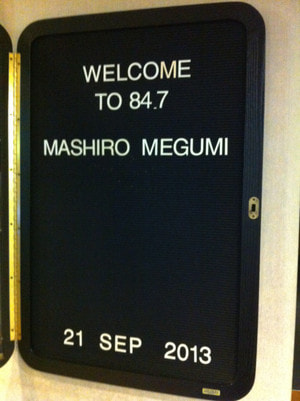 WELCOME
TO 84.7
MASHIRO MEGUMI
21 SEP 2013